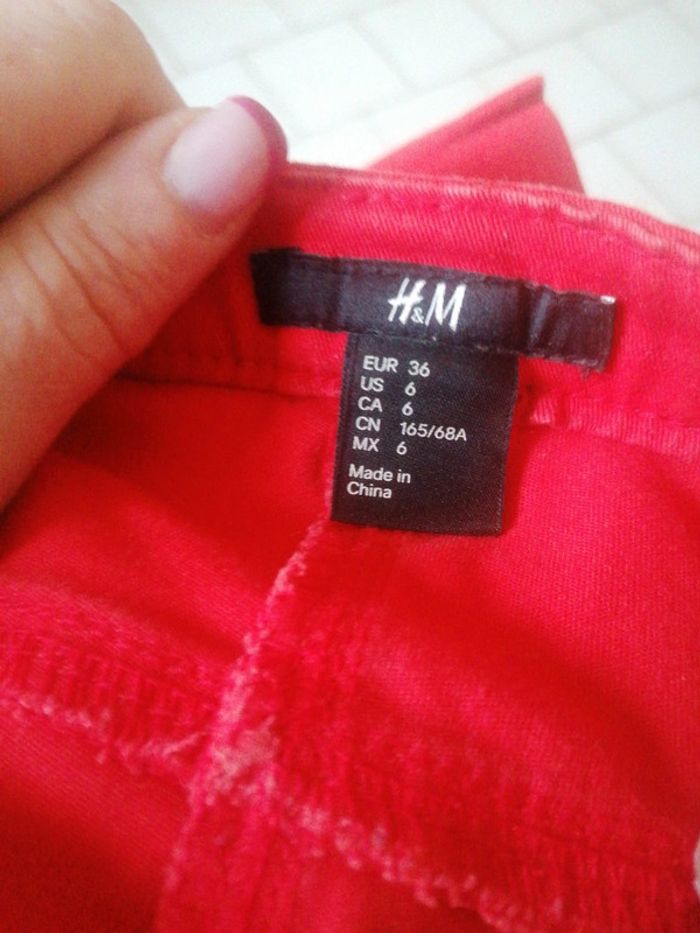 H&M
EUR 36
US 6
CA 6
CN 165/68A
MX 6
Made in
China